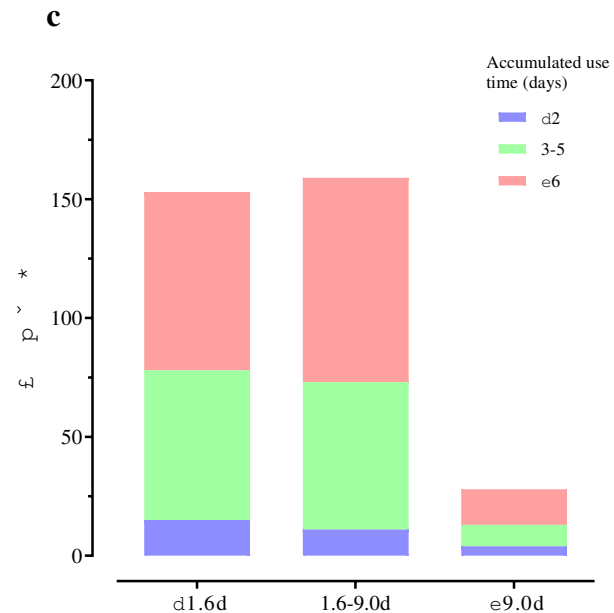 c
Accumulated use
time (days)
d2
3-5
e6
200
150
100
50
0
£ p ˇ *
d1.6d 1.6-9.0d e9.0d